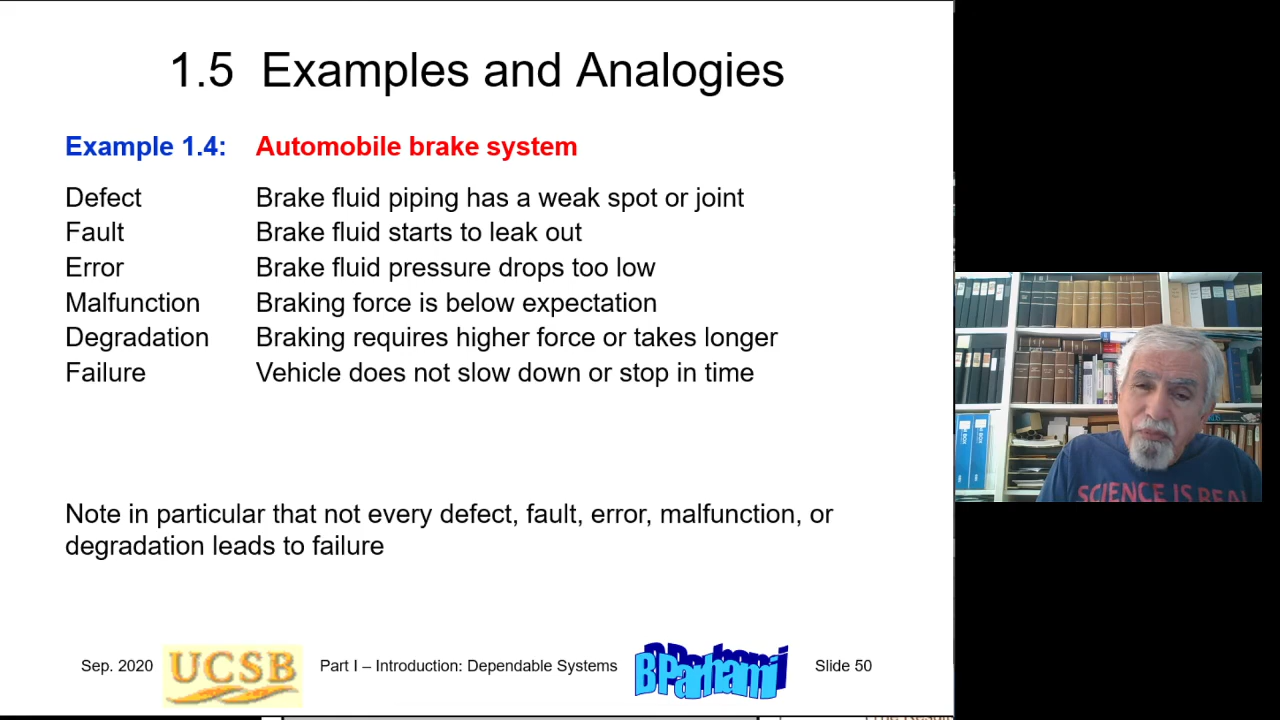 1.5 Examples and Analogies
Example 1.4: Automobile brake system
Defect Brake fluid piping has a weak spot or joint
Fault Brake fluid starts to leak out
Error Brake fluid pressure drops too low
Malfunction Braking force is below expectation
Degradation Braking requires higher force or takes longer
Failure Vehicle does not slow down or stop in time
Note in particular that not every defect, fault, error, malfunction, or
degradation leads to failure
Sep. 2020 UCSB Part I – Introduction: Dependable Systems B Parhami Slide 50
SCIENCE IS REAL